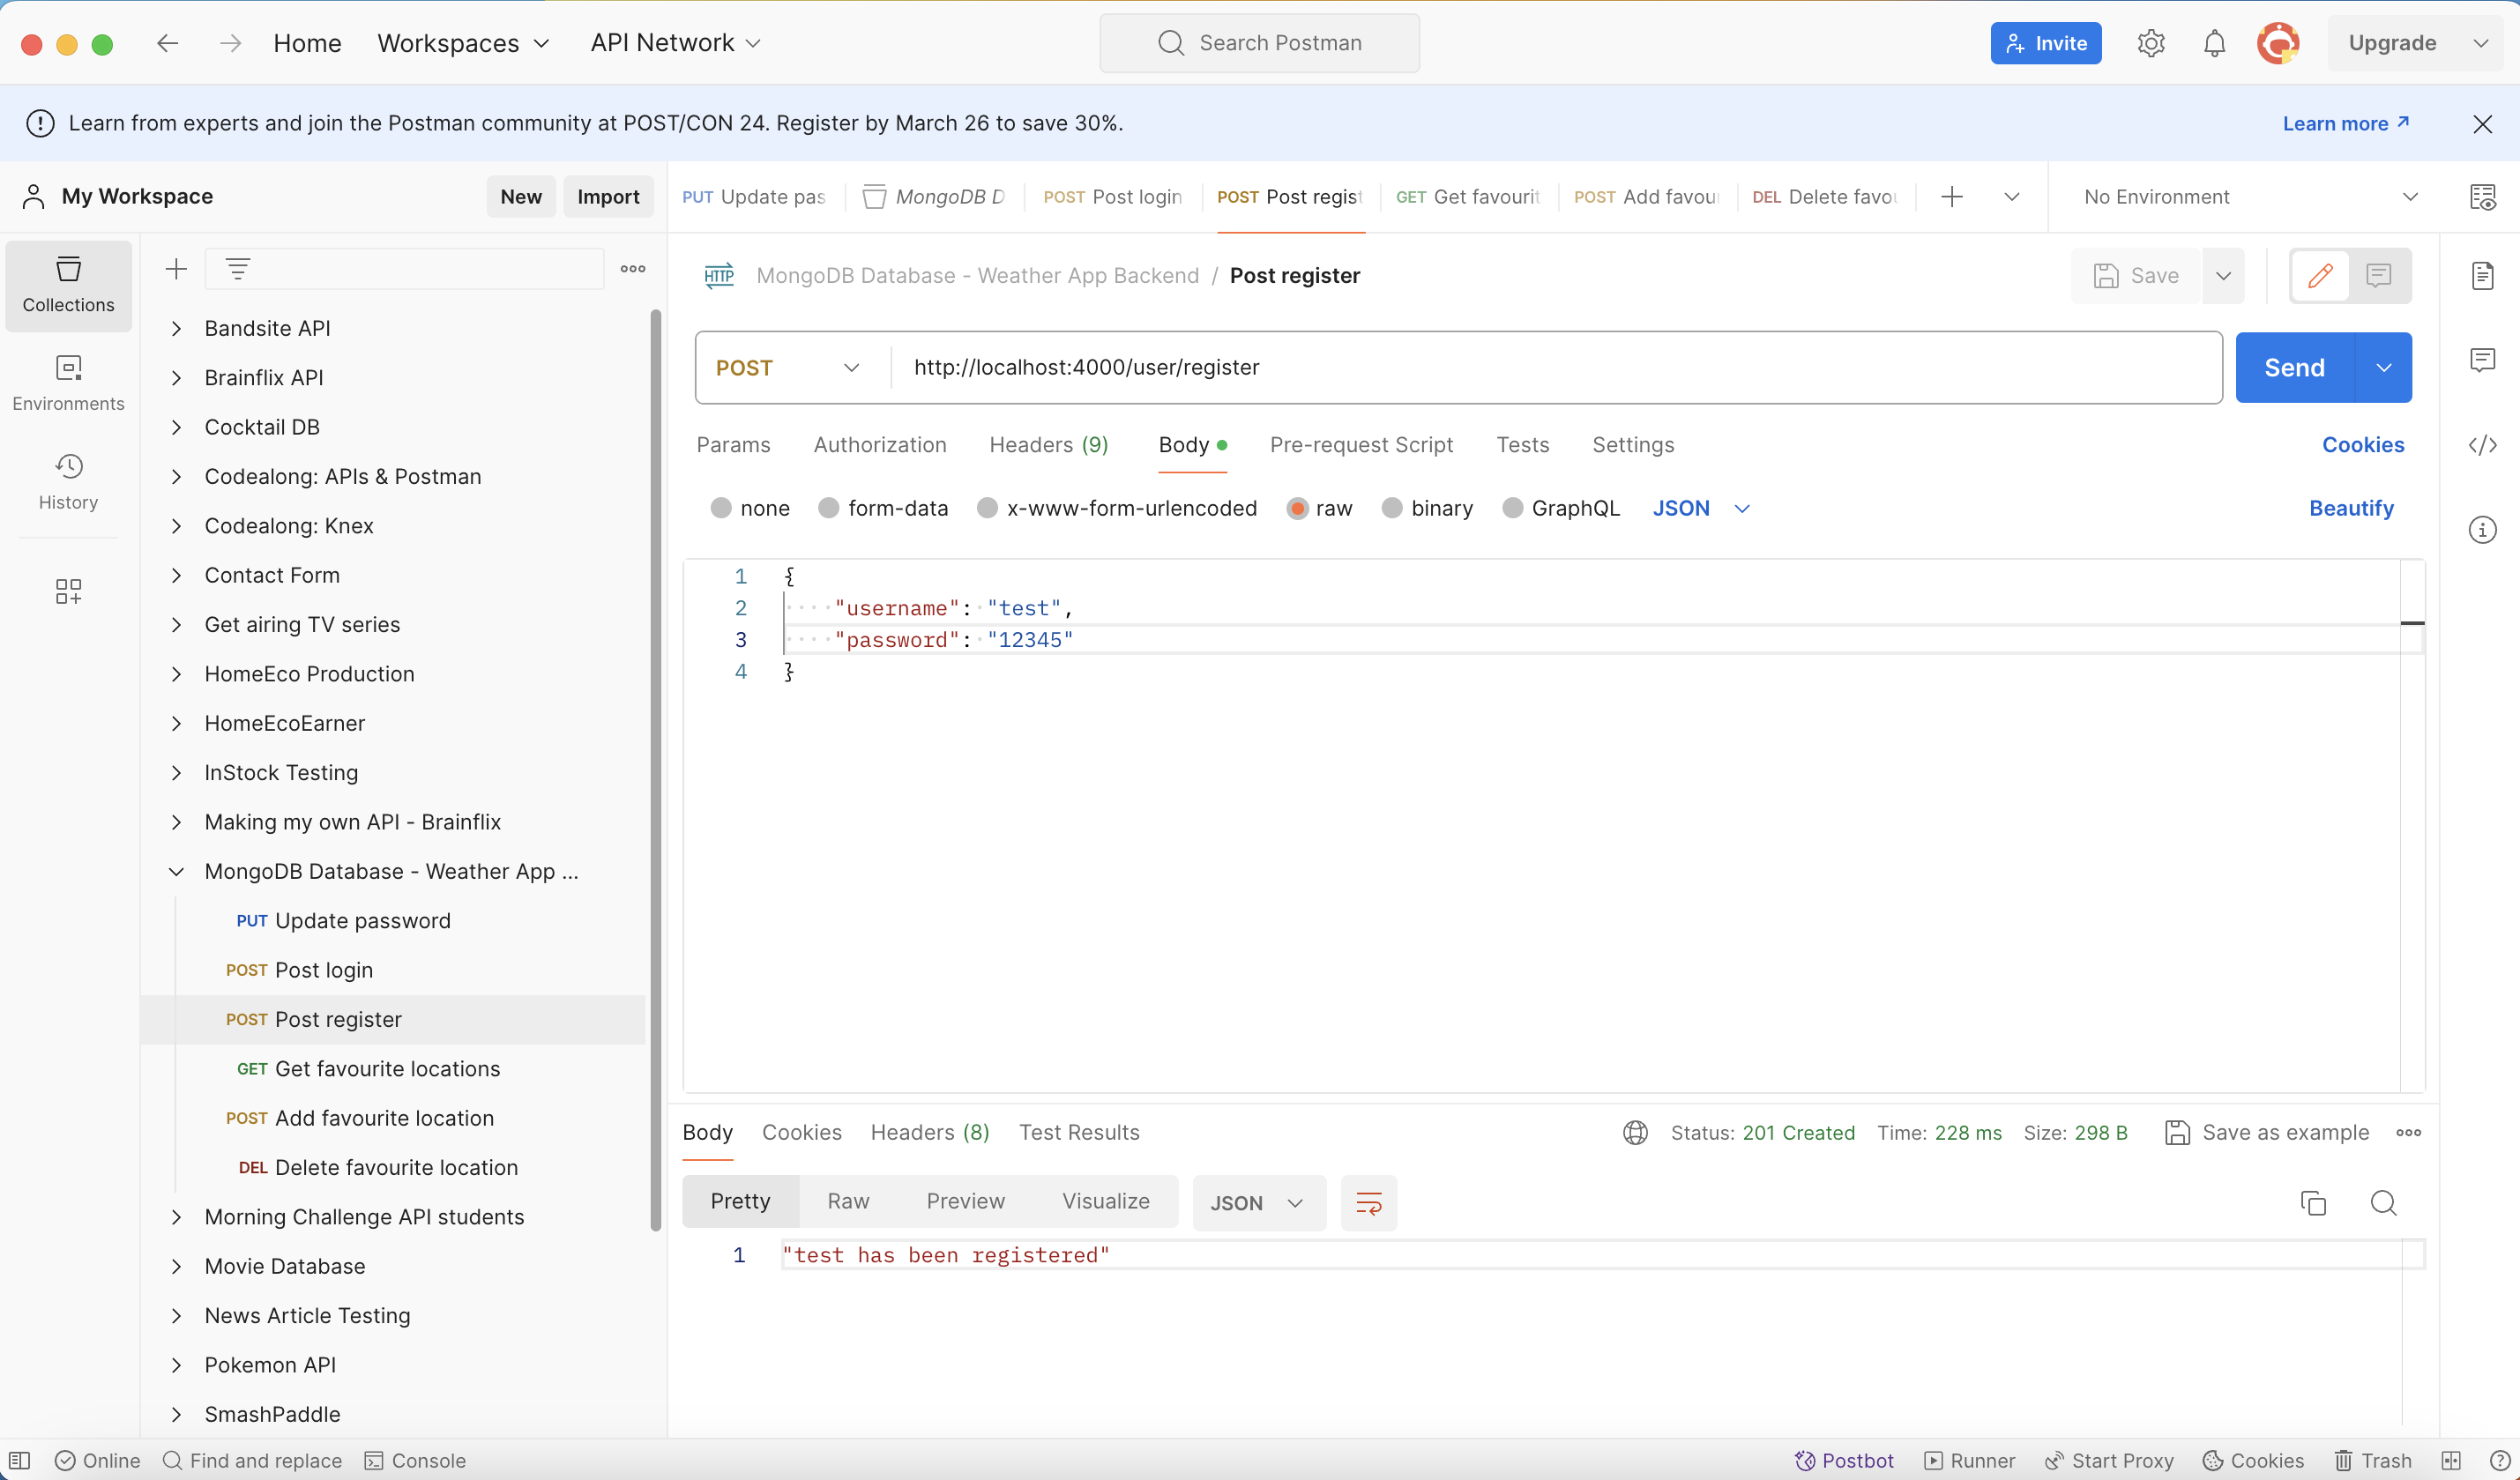 Home Workspaces API Network Search Postman Invite Upgrade
Learn from experts and join the Postman community at POST/CON 24. Register by March 26 to save 30%. Learn more
My Workspace New Import
PUT Update pas MongoDB D POST Post login POST Post regist GET Get favourit POST Add favou DEL Delete favo No Environment
Collections
Environments
History
Bandsite API
Brainflix API
Cocktail DB
Codealong: APIs & Postman
Codealong: Knex
Contact Form
Get airing TV series
HomeEco Production
HomeEcoEarner
InStock Testing
Making my own API - Brainflix
MongoDB Database - Weather App ...
PUT Update password
POST Post login
POST Post register
GET Get favourite locations
POST Add favourite location
DEL Delete favourite location
Morning Challenge API students
Movie Database
News Article Testing
Pokemon API
SmashPaddle
HTTP MongoDB Database - Weather App Backend / Post register Save
POST http://localhost:4000/user/register Send
Params Authorization Headers (9) Body Pre-request Script Tests Settings Cookies
none form-data x-www-form-urlencoded raw binary GraphQL JSON Beautify
1 {
2 "username": "test",
3 "password": "12345"
4 }
Body Cookies Headers (8) Test Results Status: 201 Created Time: 228 ms Size: 298 B Save as example
Pretty Raw Preview Visualize JSON
1 "test has been registered"
Online Find and replace Console Postbot Runner Start Proxy Cookies Trash